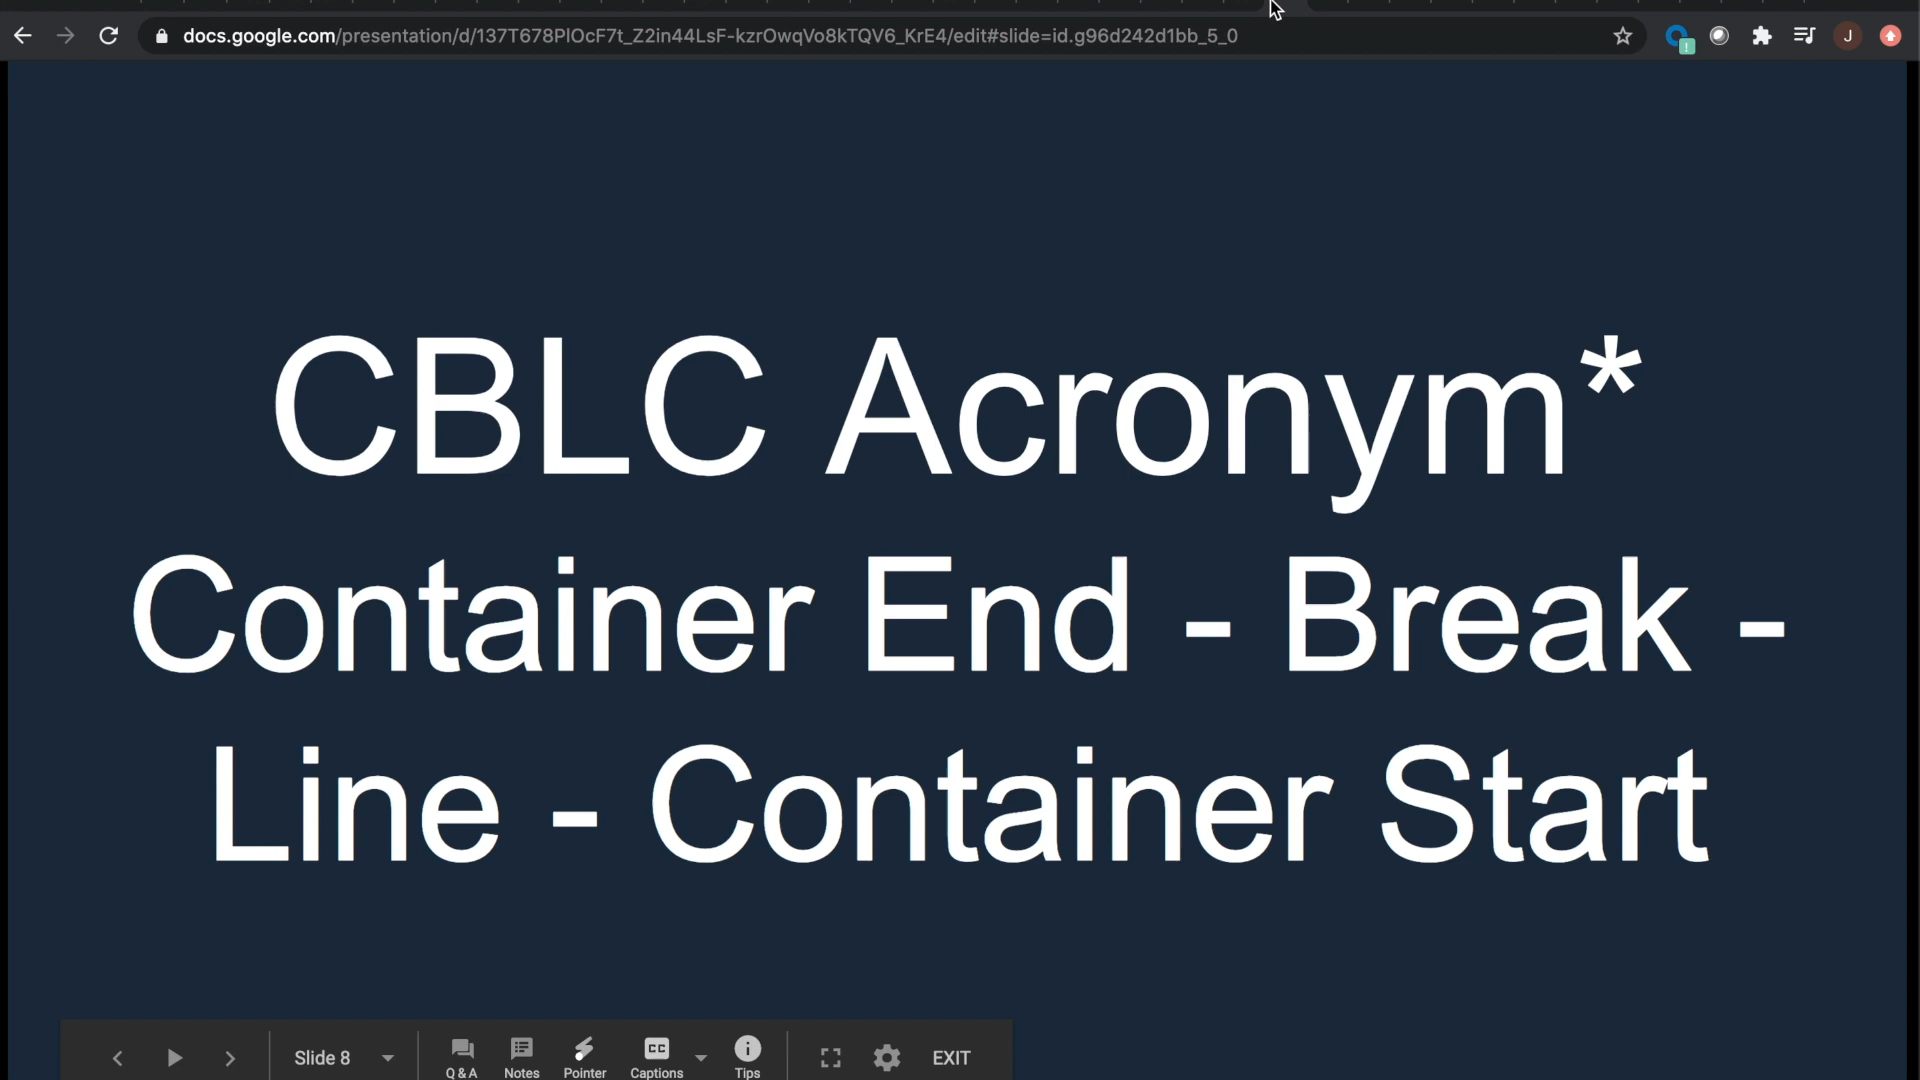 docs.google.com/presentation/d/137T678PlOcF7t_Z2in44LsF-kzrOwqVo8kTQV6_KrE4/edit#slide=id.g96d242d1bb_5_0
J
CBLC Acronym*
Container End - Break -
Line - Container Start
Slide 8
Q & A
Notes
Pointer
CC
Captions
Tips
EXIT